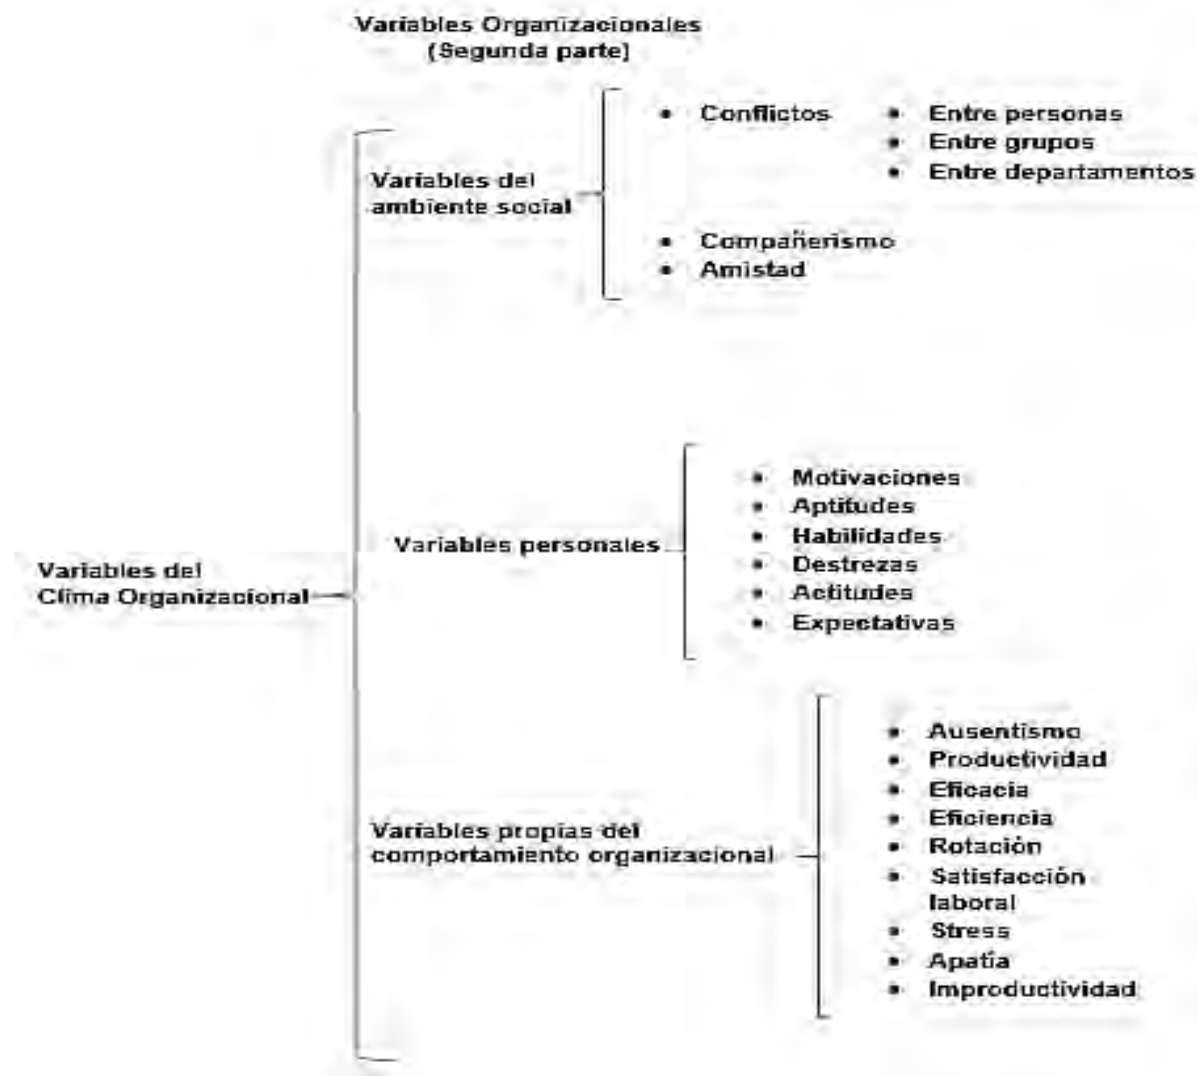 Variables Organizacionales
(Segunda parte)
Variables del
ambiente social
• Conflictos
• Entre personas
• Entre grupos
• Entre departamentos
• Compañerismo
• Amistad
Variables del
Clima Organizacional
Variables personales
• Motivaciones
• Aptitudes
• Habilidades
• Destrezas
• Actitudes
• Expectativas
Variables propias del
comportamiento organizacional
• Ausentismo
• Productividad
• Eficacia
• Eficiencia
• Rotación
• Satisfacción
laboral
• Stress
• Apatía
• Improductividad